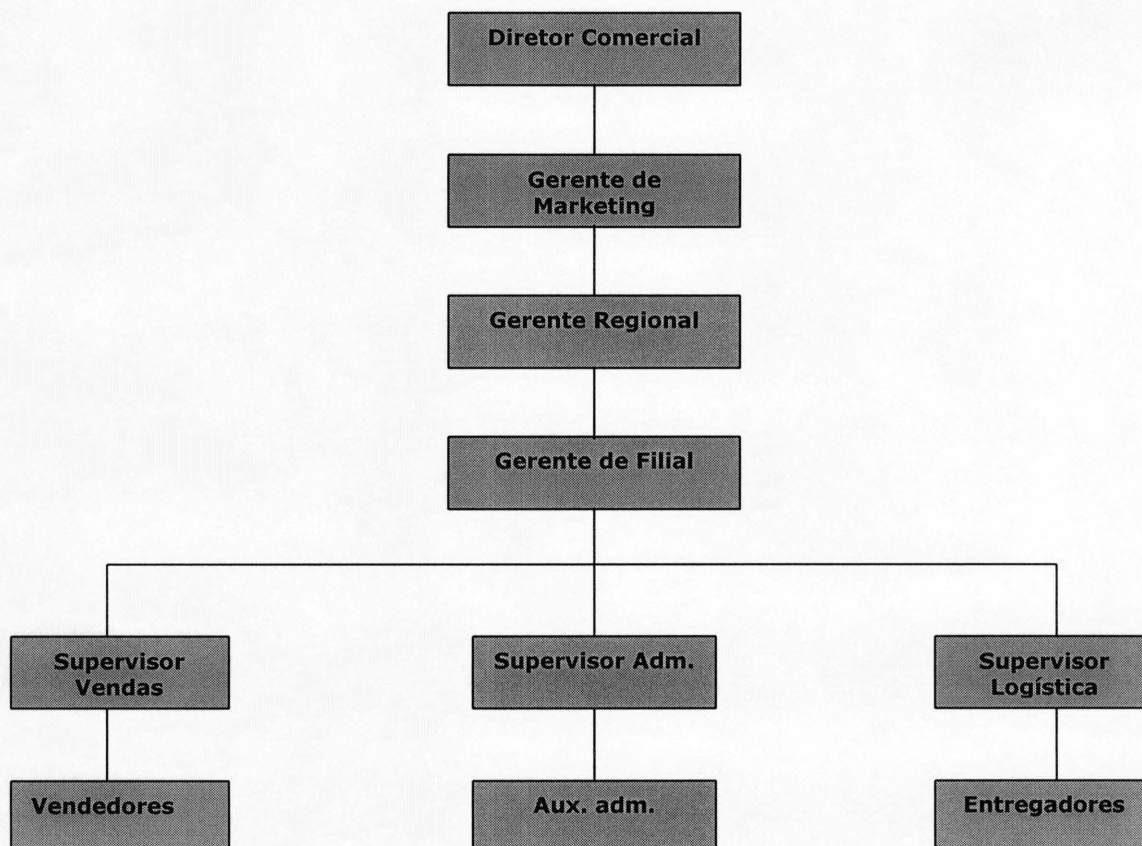 Diretor Comercial
Gerente de
Marketing
Gerente Regional
Gerente de Filial
Supervisor
Vendas
Supervisor Adm.
Supervisor
Logística
Vendedores
Aux. adm.
Entregadores